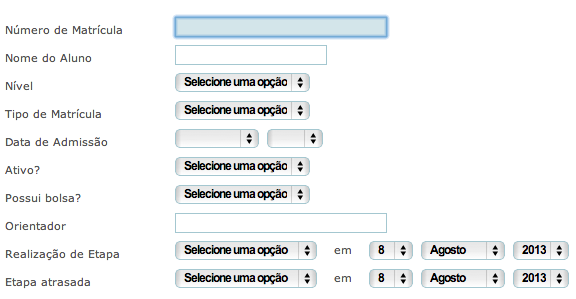 Número de Matrícula
Nome do Aluno
Nível Selecione uma opção
Tipo de Matrícula Selecione uma opção
Data de Admissão
Ativo? Selecione uma opção
Possui bolsa? Selecione uma opção
Orientador
Realização de Etapa Selecione uma opção em 8 Agosto 2013
Etapa atrasada Selecione uma opção em 8 Agosto 2013